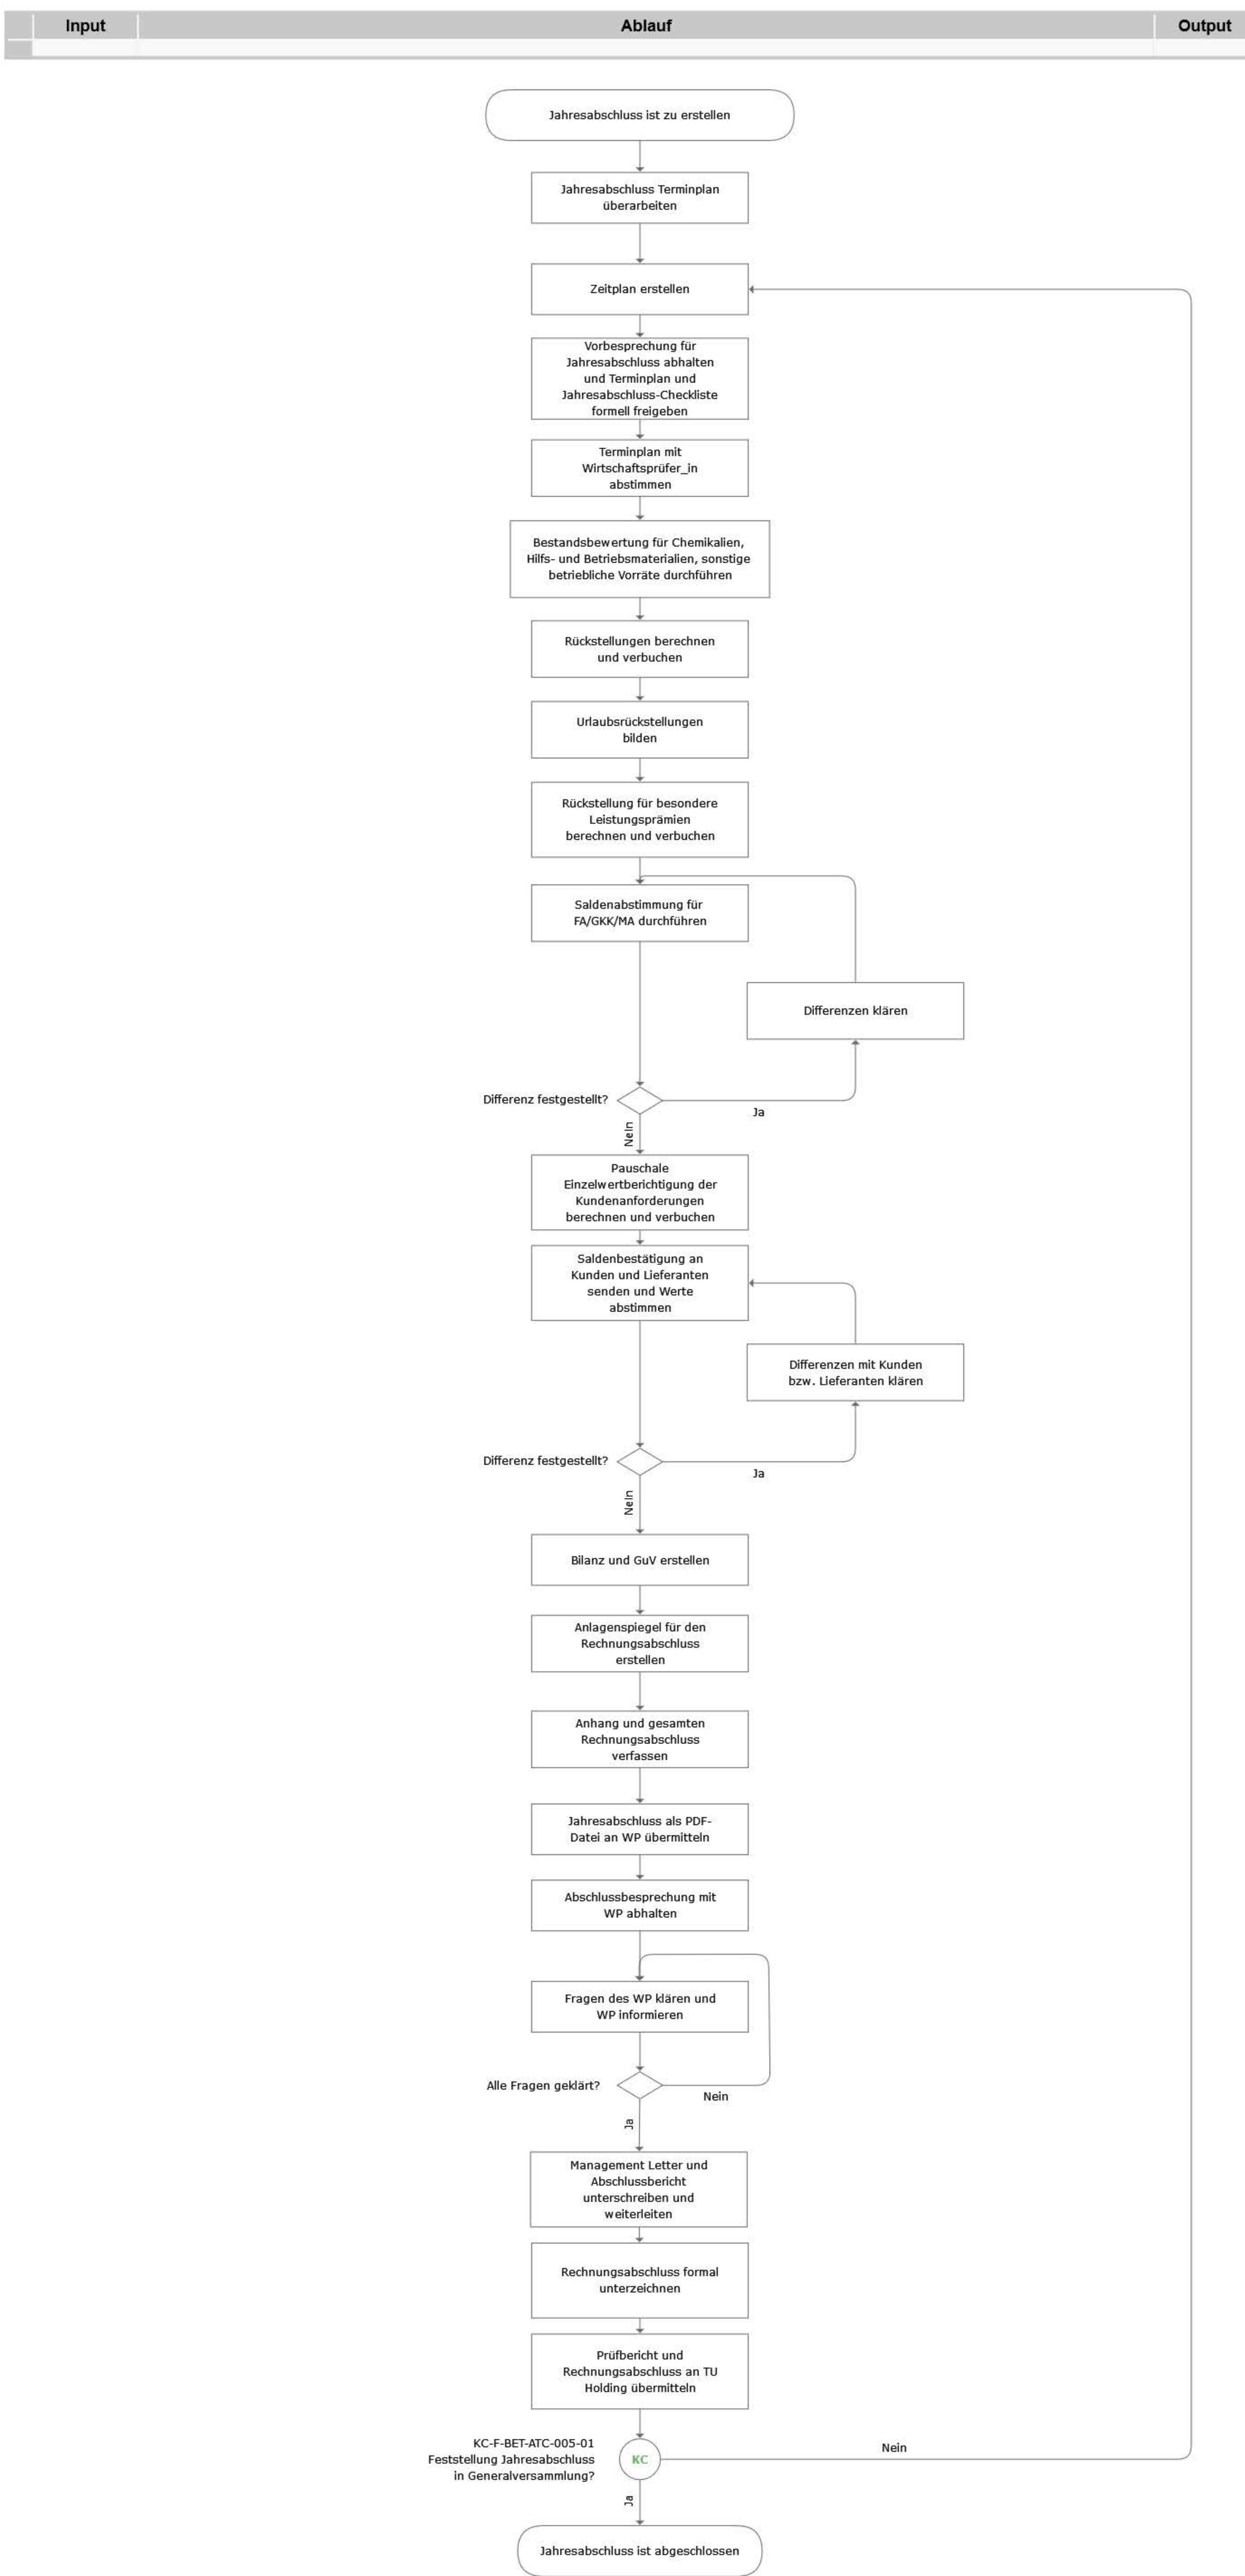 Input
Ablauf
Output
Jahresabschluss ist zu erstellen
Jahresabschluss Terminplan
überarbeiten
Zeitplan erstellen
Vorbesprechung für
Jahresabschluss abhalten
und Terminplan und
Jahresabschluss-Checkliste
formell freigeben
Terminplan mit
Wirtschaftsprüfer_in
abstimmen
Bestandsbewertung für Chemikalien,
Hilfs- und Betriebsmaterialien, sonstige
betriebliche Vorräte durchführen
Rückstellungen berechnen
und verbuchen
Urlaubsrückstellungen
bilden
Rückstellung für besondere
Leistungsprämien
berechnen und verbuchen
Saldenabstimmung für
FA/GKK/MA durchführen
Differenzen klären
Differenz festgestellt?
Ja
Nein
Pauschale
Einzelwertberichtigung der
Kundenanforderungen
berechnen und verbuchen
Saldenbestätigung an
Kunden und Lieferanten
senden und Werte
abstimmen
Differenzen mit Kunden
bzw. Lieferanten klären
Differenz festgestellt?
Ja
Nein
Bilanz und GuV erstellen
Anlagenspiegel für den
Rechnungsabschluss
erstellen
Anhang und gesamten
Rechnungsabschluss
verfassen
Jahresabschluss als PDF-
Datei an WP übermitteln
Abschlussbesprechung mit
WP abhalten
Fragen des WP klären und
WP informieren
Alle Fragen geklärt?
Nein
Ja
Management Letter und
Abschlussbericht
unterschreiben und
weiterleiten
Rechnungsabschluss formal
unterzeichnen
Prüfbericht und
Rechnungsabschluss an TU
Holding übermitteln
KC-F-BET-ATC-005-01
Feststellung Jahresabschluss
in Generalversammlung?
KC
Nein
Ja
Jahresabschluss ist abgeschlossen